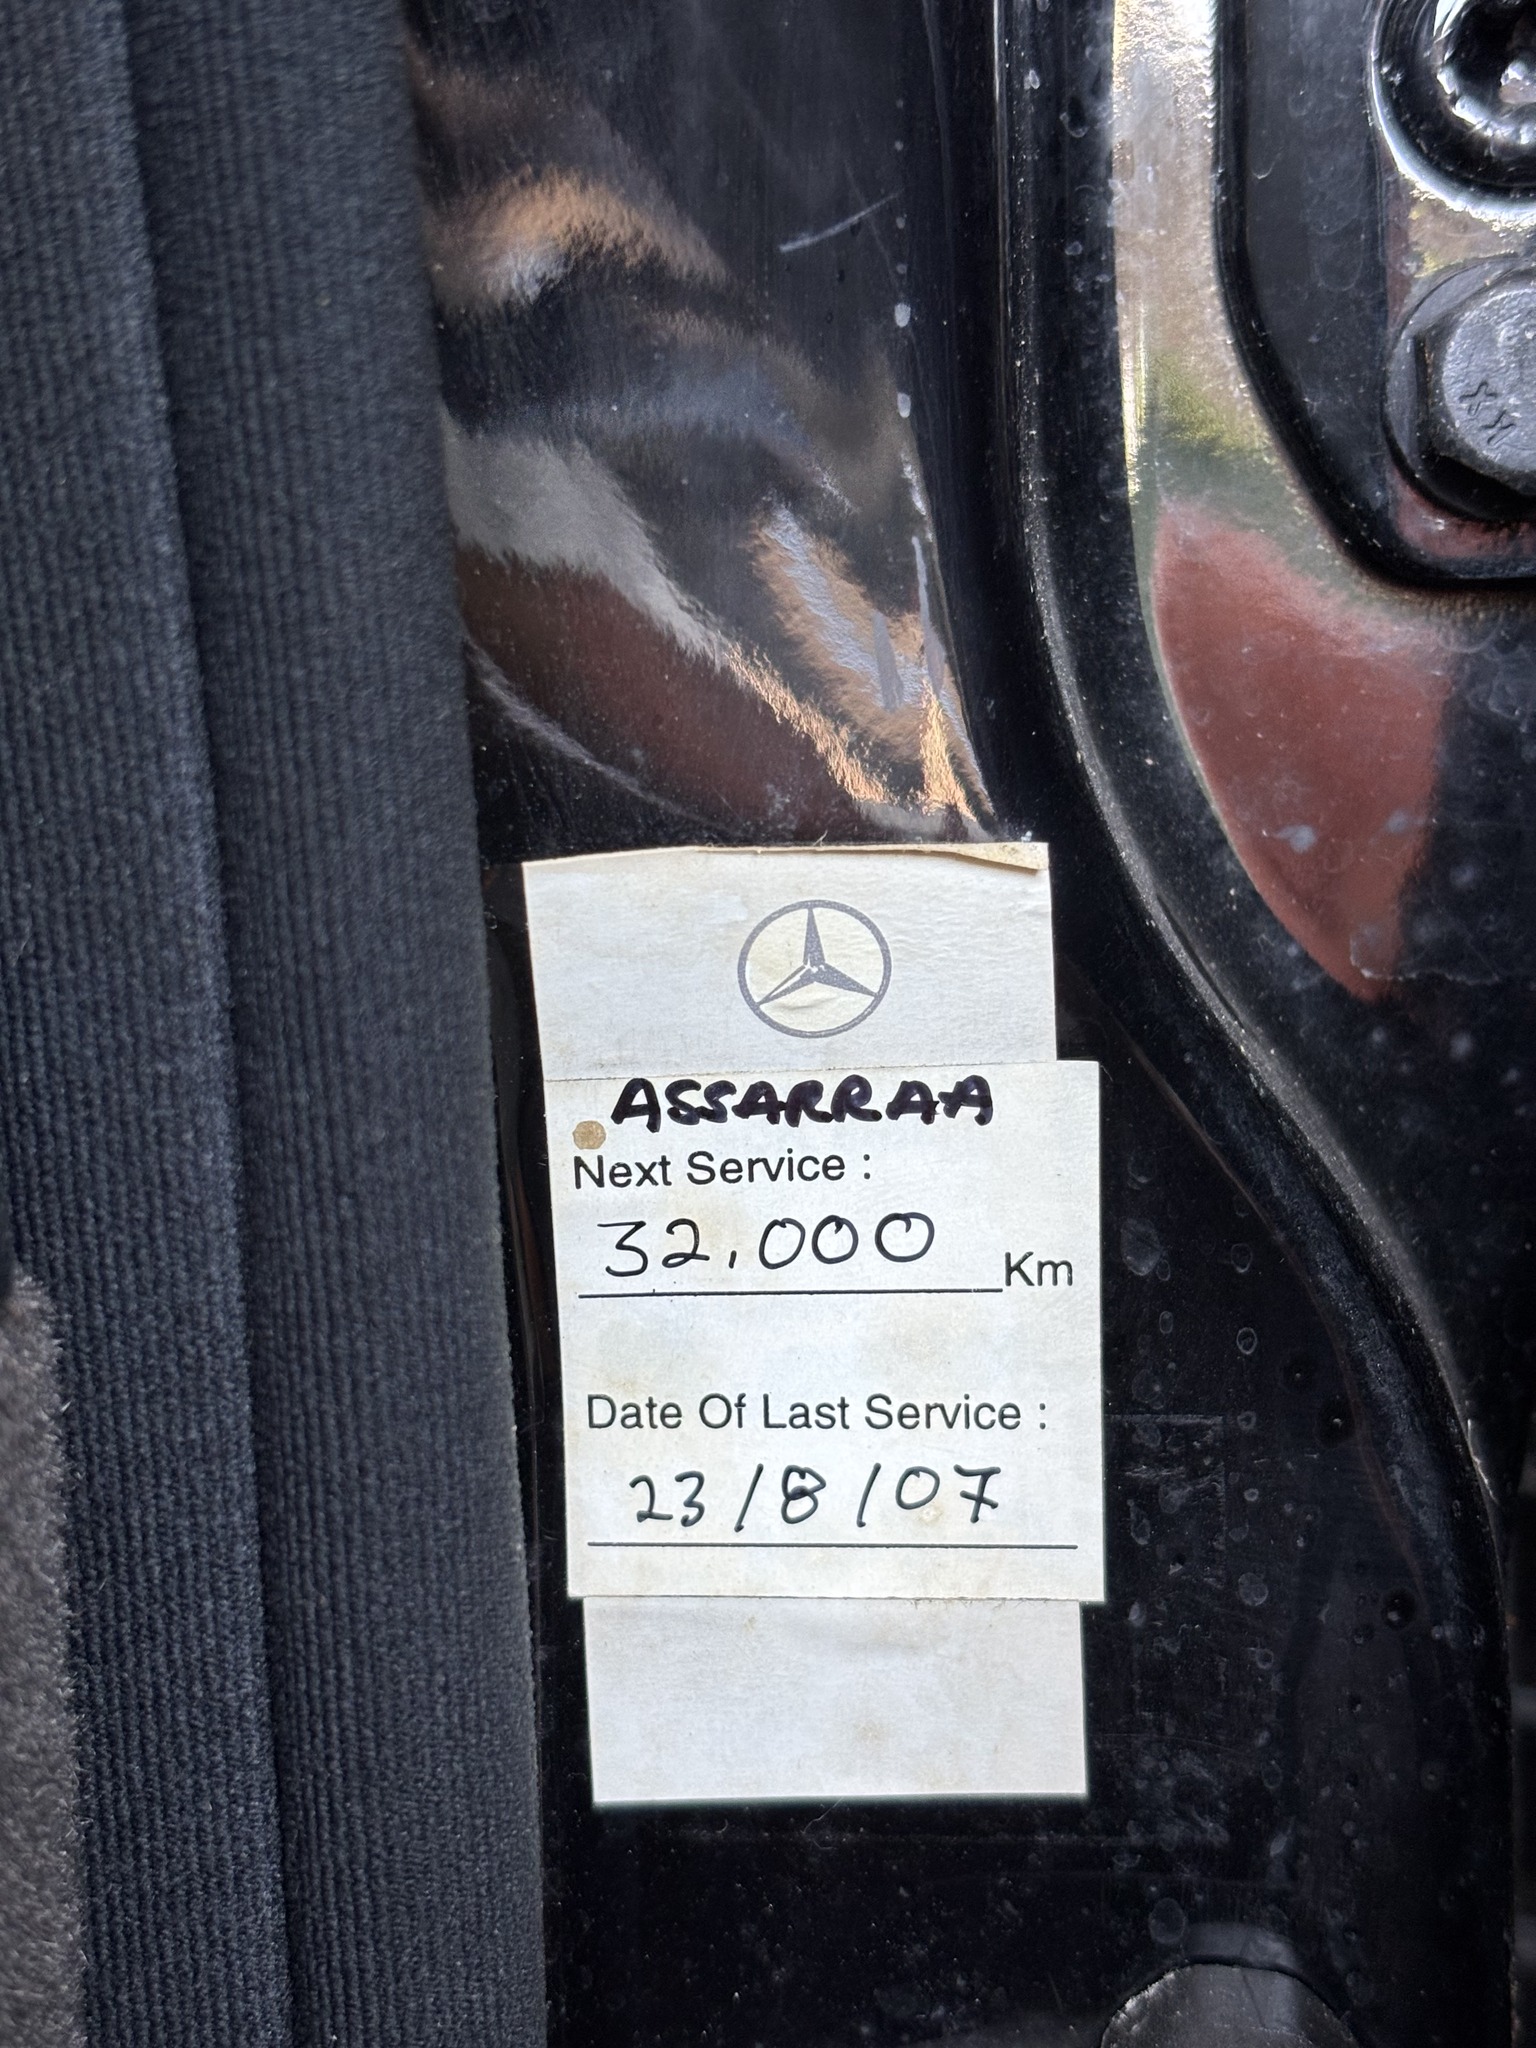 ASSARRAA
Next Service :
32,000 Km
Date Of Last Service :
23/8/07